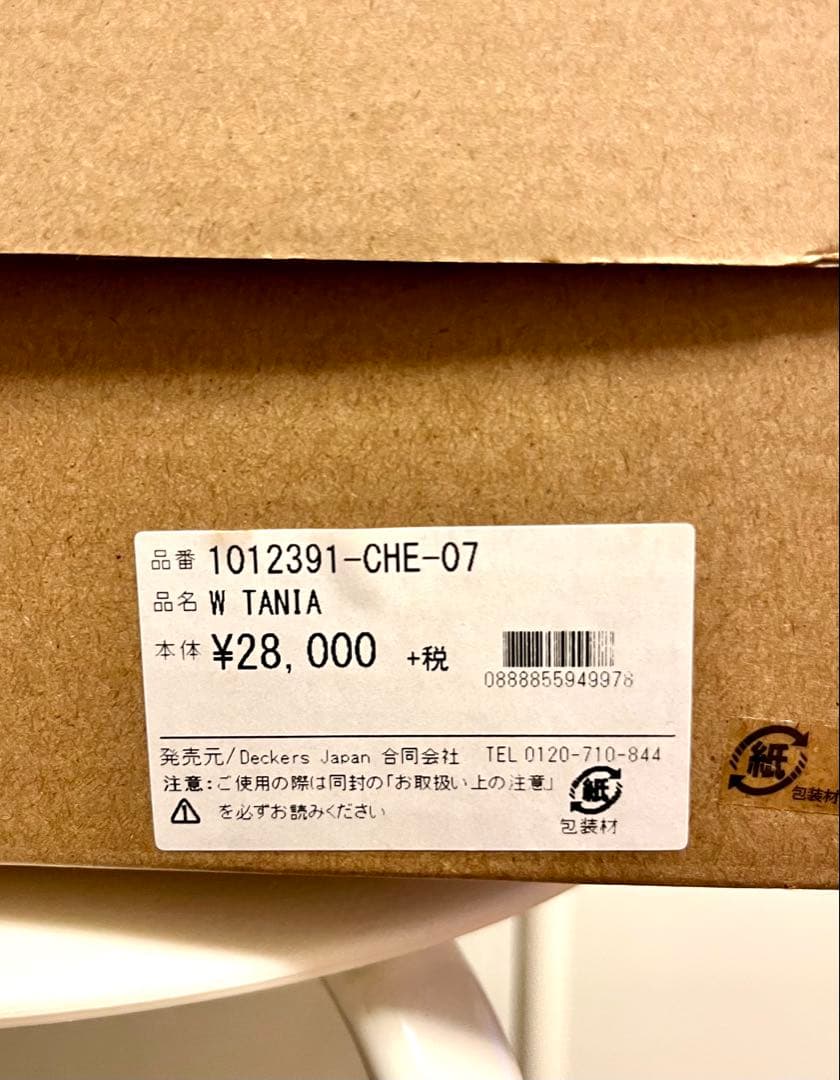 品番 1012391-CHE-07
品名 W TANIA
本体 ¥28,000 +税
0888855949978
発売元/Deckers Japan 合同会社 TEL 0120-710-844
注意:ご使用の際は同封の「お取扱い上の注意」
を必ずお読みください
紙
包装材
紙
包装材